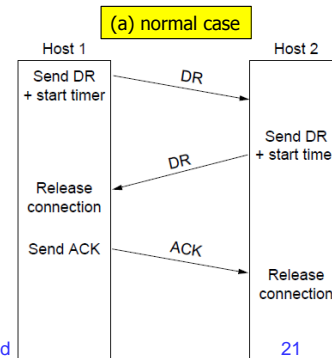 (a) normal case
Host 1
Host 2
Send DR
+ start timer
DR
Send DR
+ start time
DR
Release
connection
Send ACK
ACK
Release
connection
d
21